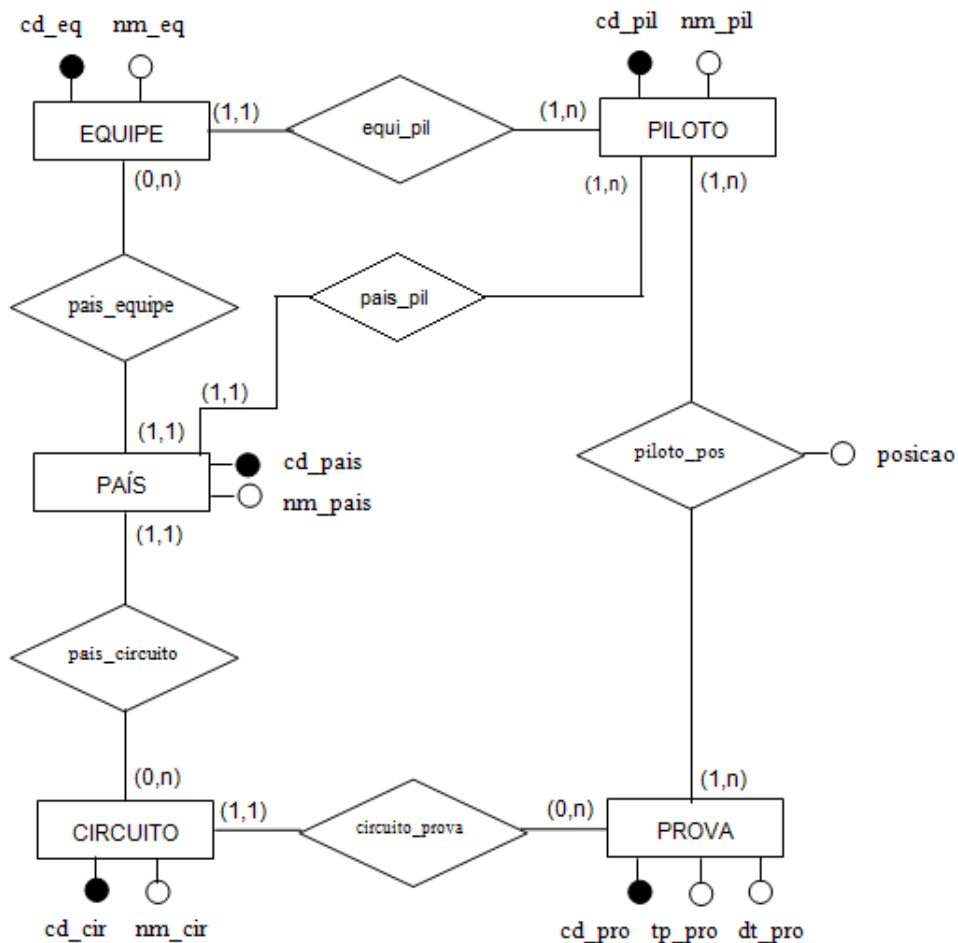 cd_eq nm_eq
cd_pil nm_pil
(1,1)
(1,n)
EQUIPE
equi_pil
PILOTO
(0,n)
(1,n)
(1,n)
pais_equipe
pais_pil
(1,1)
(1,1)
piloto_pos
posicao
cd_pais
PAÍS
nm_pais
(1,1)
pais_circuito
(0,n)
(1,n)
(1,1)
(0,n)
CIRCUITO
circuito_prova
PROVA
cd_cir nm_cir
cd_pro tp_pro dt_pro